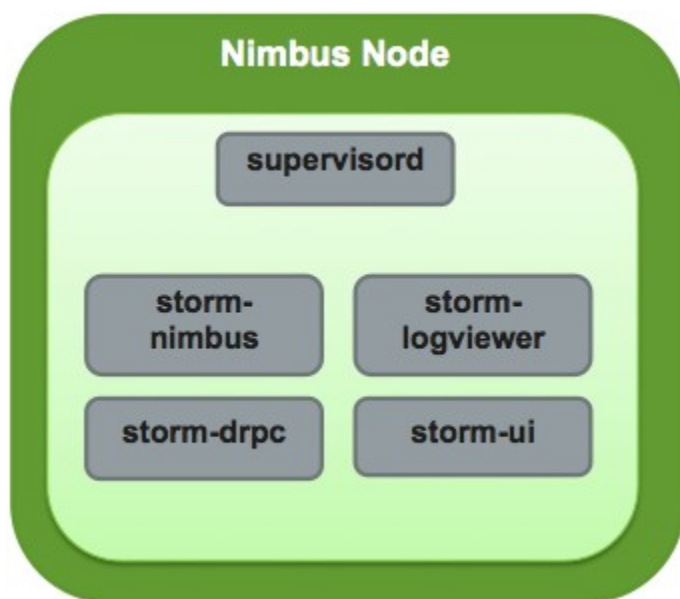 Nimbus Node
supervisord
storm-
nimbus
storm-
logviewer
storm-drpc
storm-ui